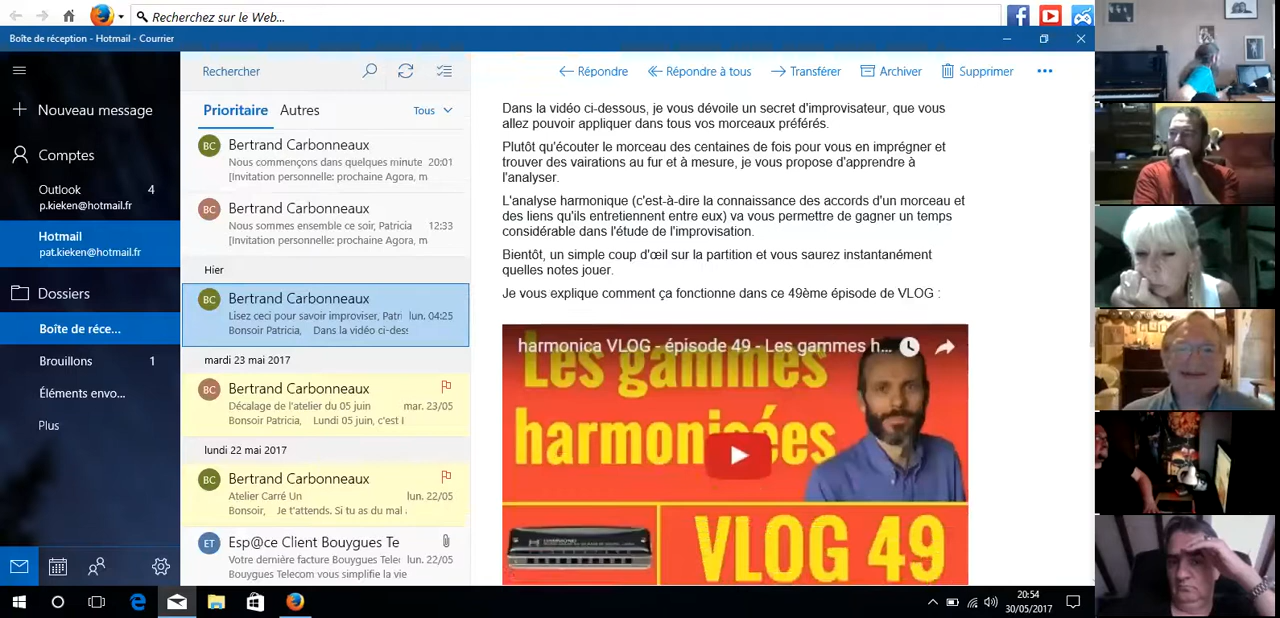 Recherchez sur le Web...
Boîte de réception - Hotmail - Courrier
Nouveau message
Comptes
Outlook 4
p.kieken@hotmail.fr
Hotmail
pat.kieken@hotmail.fr
Dossiers
Boîte de réce...
Brouillons 1
Éléments envo...
Plus
Rechercher
Prioritaire Autres Tous
BC Bertrand Carbonneaux
Nous commençons dans quelques minute 20:01
[Invitation personnelle: prochaine Agora, m
BC Bertrand Carbonneaux
Nous sommes ensemble ce soir, Patricia 12:33
[Invitation personnelle: prochaine Agora, m
Hier
BC Bertrand Carbonneaux
Lisez ceci pour savoir improviser, Patri lun. 04:25
Bonsoir Patricia, Dans la vidéo ci-dess
mardi 23 mai 2017
BC Bertrand Carbonneaux
Décalage de l'atelier du 05 juin mar. 23/05
Bonsoir Patricia, Lundi 05 juin, c'est l
lundi 22 mai 2017
BC Bertrand Carbonneaux
Atelier Carré Un lun. 22/05
Bonsoir, Je t'attends. Si tu as du mal
ET Esp@ce Client Bouygues Te
Votre dernière facture Bouygues Tele lun. 22/05
Bouygues Telecom vous simplifie la vie
Répondre Répondre à tous Transférer Archiver Supprimer
Dans la vidéo ci-dessous, je vous dévoile un secret d'improvisateur, que vous
allez pouvoir appliquer dans tous vos morceaux préférés.
Plutôt qu'écouter le morceau des centaines de fois pour vous en imprégner et
trouver des vairations au fur et à mesure, je vous propose d'apprendre à
l'analyser.
L'analyse harmonique (c'est-à-dire la connaissance des accords d'un morceau et
des liens qu'ils entretiennent entre eux) va vous permettre de gagner un temps
considérable dans l'étude de l'improvisation.
Bientôt, un simple coup d'œil sur la partition et vous saurez instantanément
quelles notes jouer.
Je vous explique comment ça fonctionne dans ce 49ème épisode de VLOG :
harmonica VLOG - épisode 49 - Les gammes h...
Les gammes
harmonisées
VLOG 49
20:54
30/05/2017